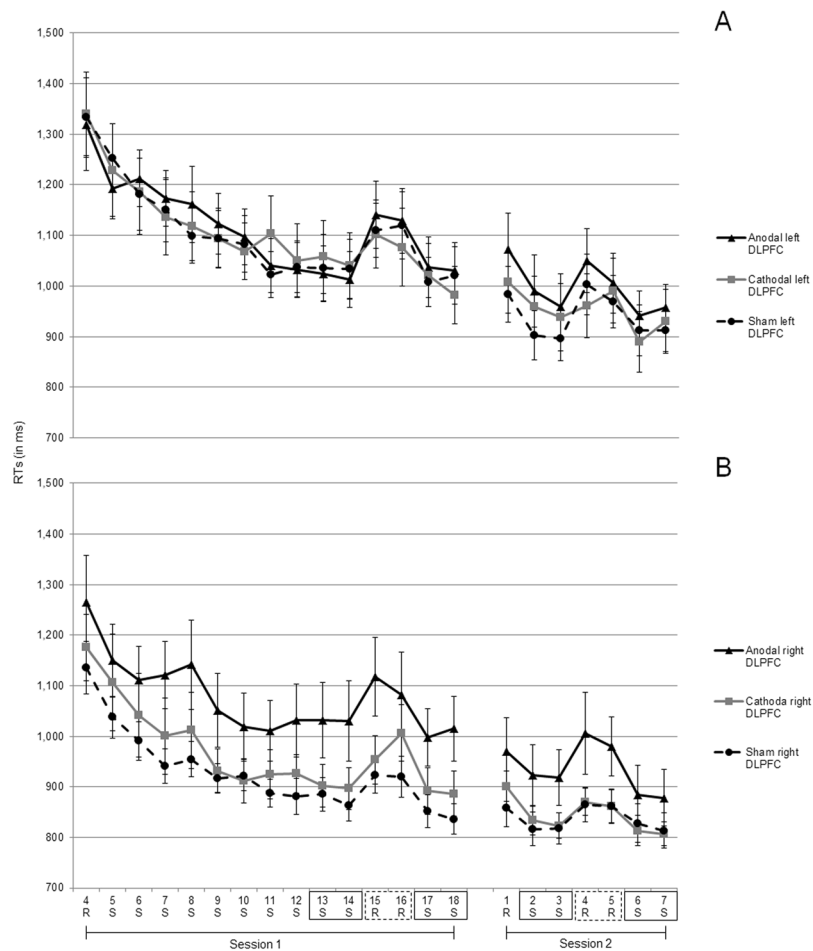 A
1,500
1,400
1,300
1,200
1,100
1,000
900
800
700
Anodal left
DLPFC
Cathodal left
DLPFC
Sham left
DLPFC
RTs (in ms)
B
1,500
1,400
1,300
1,200
1,100
1,000
900
800
700
Anodal right
DLPFC
Cathoda right
DLPFC
Sham right
DLPFC
4 5 6 7 8 9 10 11 12 13 14 15 16 17 18 1 2 3 4 5 6 7
R S S S S S S S S S S R R S S R S S R R S S
Session 1 Session 2